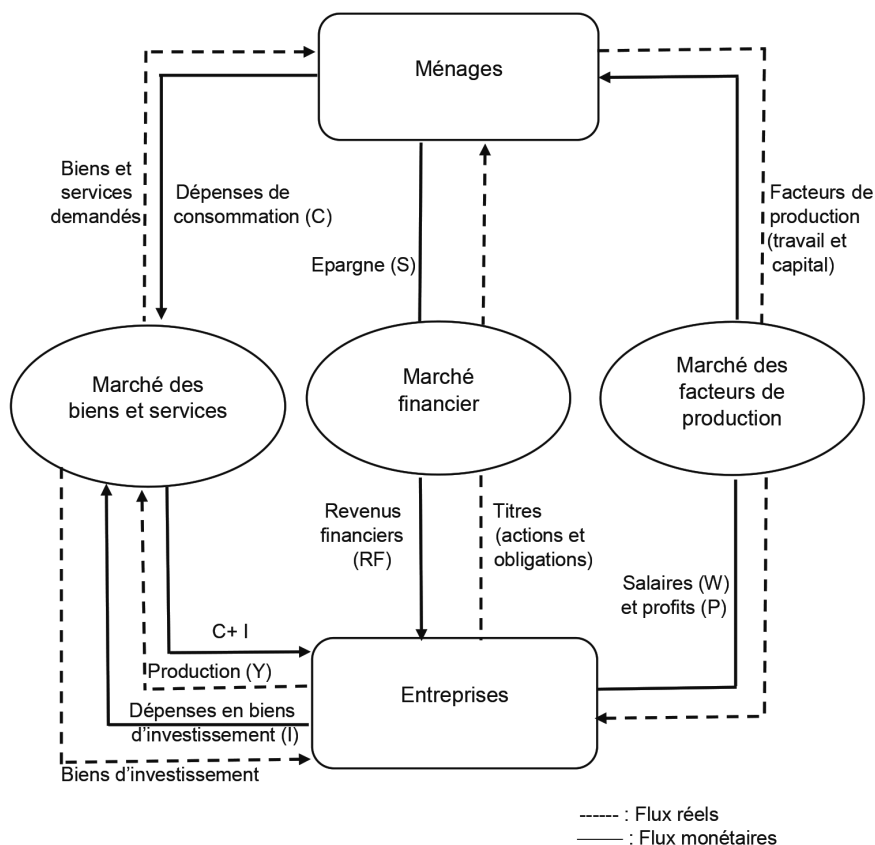 Ménages
Biens et
services
demandés
Dépenses de
consommation (C)
Epargne (S)
Facteurs de
production
(travail et
capital)
Marché des
biens et services
Marché
financier
Marché des
facteurs de
production
Revenus
financiers
(RF)
Titres
(actions et
obligations)
Salaires (W)
et profits (P)
C+ I
Production (Y)
Entreprises
Dépenses en biens
d’investissement (I)
Biens d’investissement
------ : Flux réels
——— : Flux monétaires